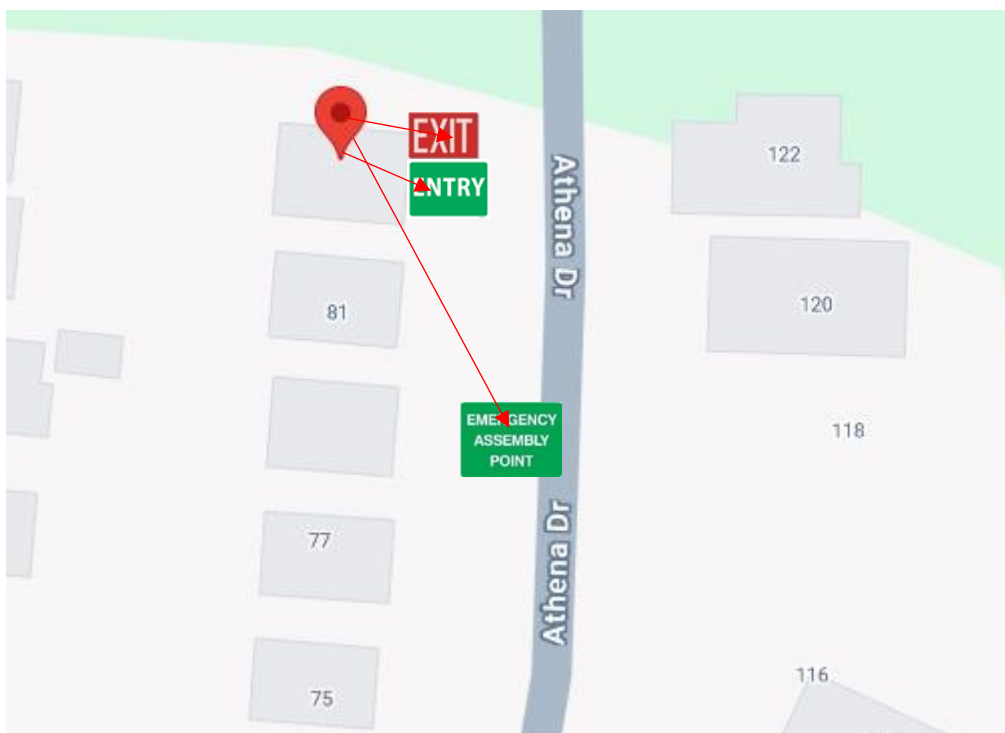 EXIT
ENTRY
Athena Dr
122
81
120
EMERGENCY
ASSEMBLY
POINT
118
Athena Dr
77
75
116